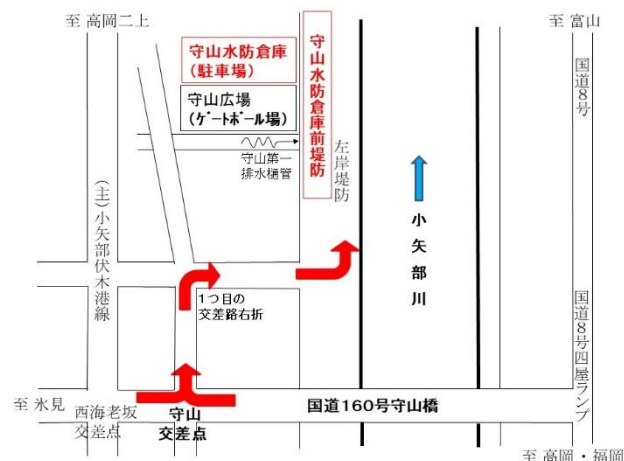 至 高岡二上
至 富山
守山水防倉庫
(駐車場)
守山広場
(ｹﾞｰﾄﾎﾞｰﾙ場)
守山第一
排水樋管
守山水防倉庫前堤防
左岸堤防
国道8号
(主)小矢部伏木港線
小矢部川
1つ目の
交差路右折
国道8号四屋ランプ
至 氷見
西海老坂
交差点
守山
交差点
国道160号守山橋
至 高岡・福岡